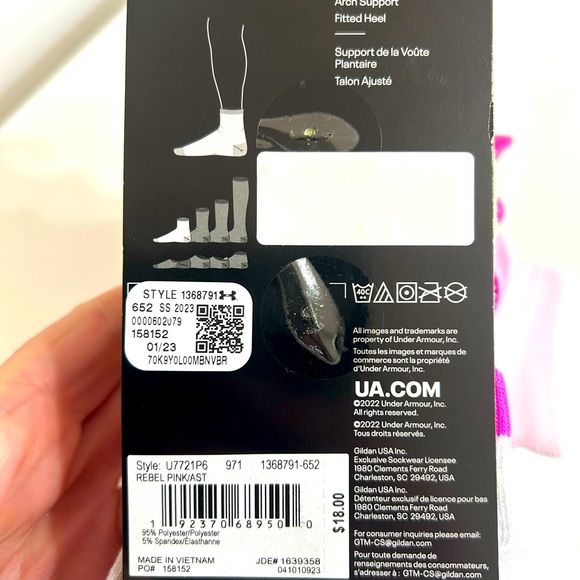 Arch Support
Fitted Heel
Support de la Voûte
Plantaire
Talon Ajusté
40C
STYLE 1368791
652 SS 2023
0000602079
158152
01/23
70K9Y0L00MBNVBR
All images and trademarks are
property of Under Armour, Inc.
Toutes les images et marques de
commerce sont la propriété
d'Under Armour, Inc.
UA.COM
©2022 Under Armour, Inc.
All rights reserved.
©2022 Under Armour, Inc.
Tous droits réservés.
Gildan USA Inc.
Exclusive Sockwear Licensee
1980 Clements Ferry Road
Charleston, SC 29492, USA
Gildan USA Inc.
Détenteur exclusif de licence pour bas
1980 Clements Ferry Road
Charleston, SC 29492, USA
For consumer inquiries please email:
GTM-CS@gildan.com
Pour toute demande de
renseignements des consommateurs,
s'adresser à : GTM-CS@gildan.com
Style: U7721P6 971 1368791-652
REBEL PINK/AST
1 92370 68950 0
$18.00
95% Polyester/Polyester
5% Spandex/Elasthanne
MADE IN VIETNAM JDE# 1639358
PO# 158152 041010923